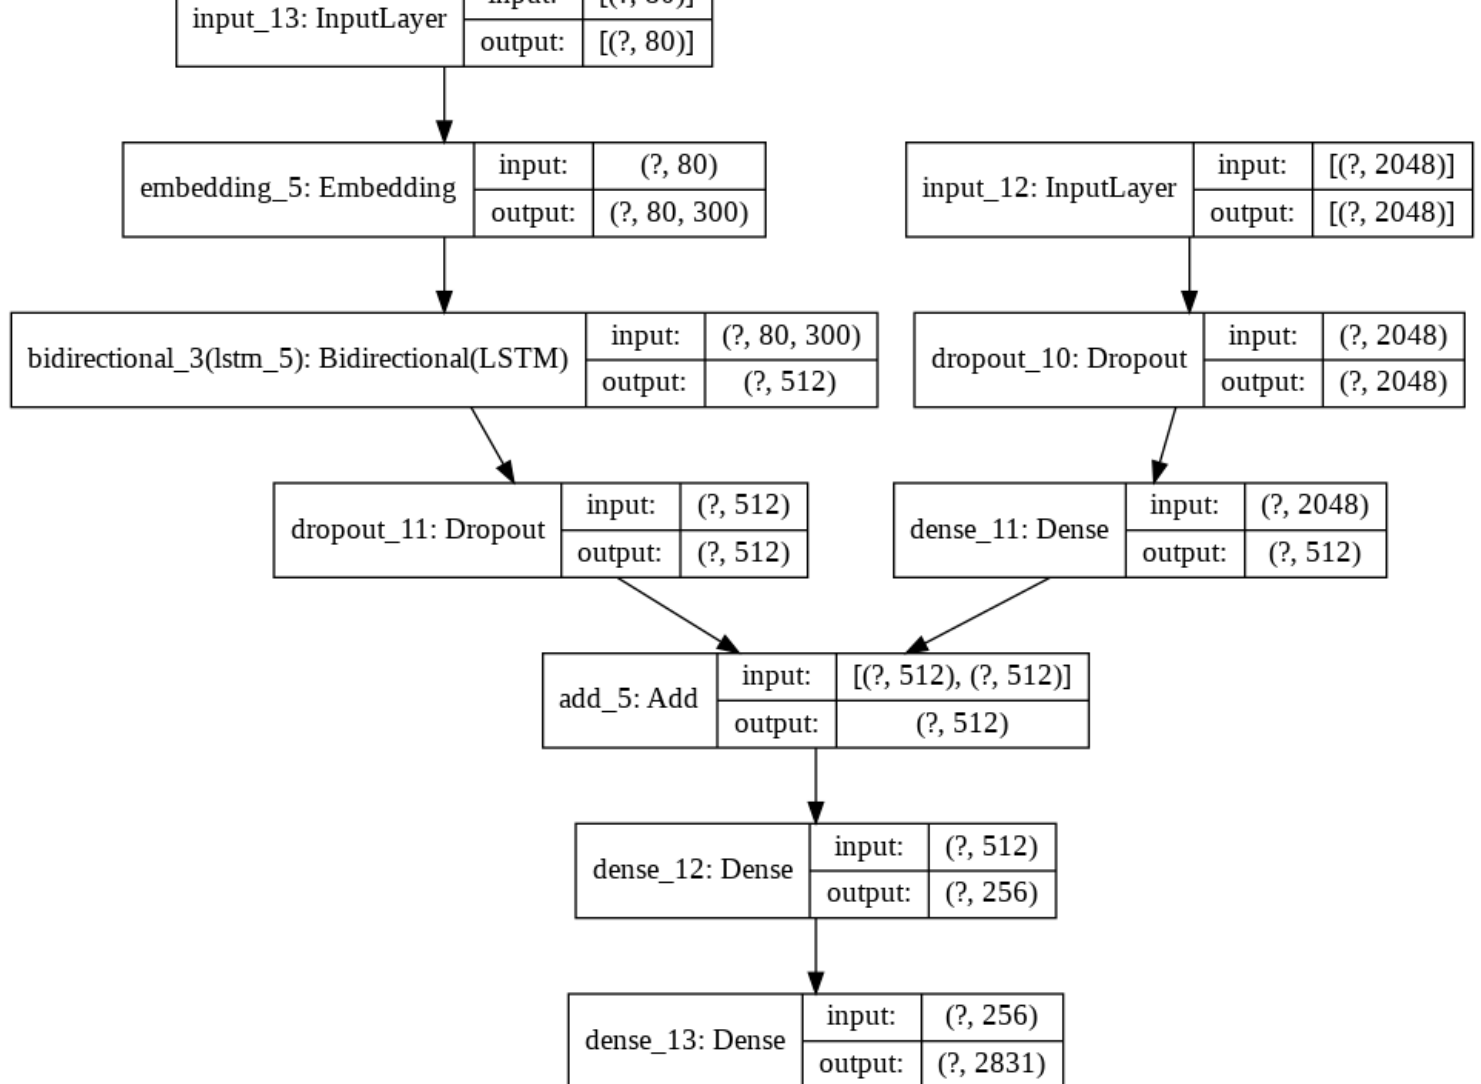 input_13: InputLayer
input: [(?, 80)]
output: [(?, 80)]
embedding_5: Embedding
input: (?, 80)
output: (?, 80, 300)
input_12: InputLayer
input: [(?, 2048)]
output: [(?, 2048)]
bidirectional_3(lstm_5): Bidirectional(LSTM)
input: (?, 80, 300)
output: (?, 512)
dropout_10: Dropout
input: (?, 2048)
output: (?, 2048)
dropout_11: Dropout
input: (?, 512)
output: (?, 512)
dense_11: Dense
input: (?, 2048)
output: (?, 512)
add_5: Add
input: [(?, 512), (?, 512)]
output: (?, 512)
dense_12: Dense
input: (?, 512)
output: (?, 256)
dense_13: Dense
input: (?, 256)
output: (?, 2831)